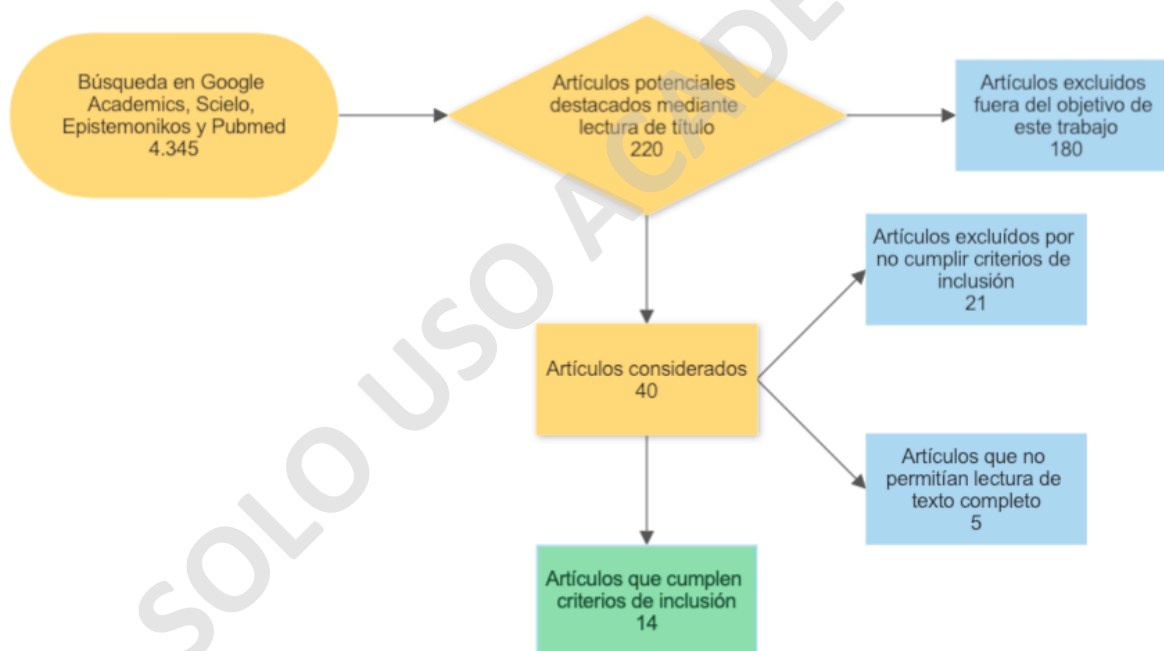 Búsqueda en Google
Academics, Scielo,
Epistemonikos y Pubmed
4.345
Artículos potenciales
destacados mediante
lectura de título
220
Artículos excluidos
fuera del objetivo de
este trabajo
180
Artículos excluídos por
no cumplir criterios de
inclusión
21
Artículos considerados
40
Artículos que no
permitían lectura de
texto completo
5
Artículos que cumplen
criterios de inclusión
14
SOLO USO ACADÉ